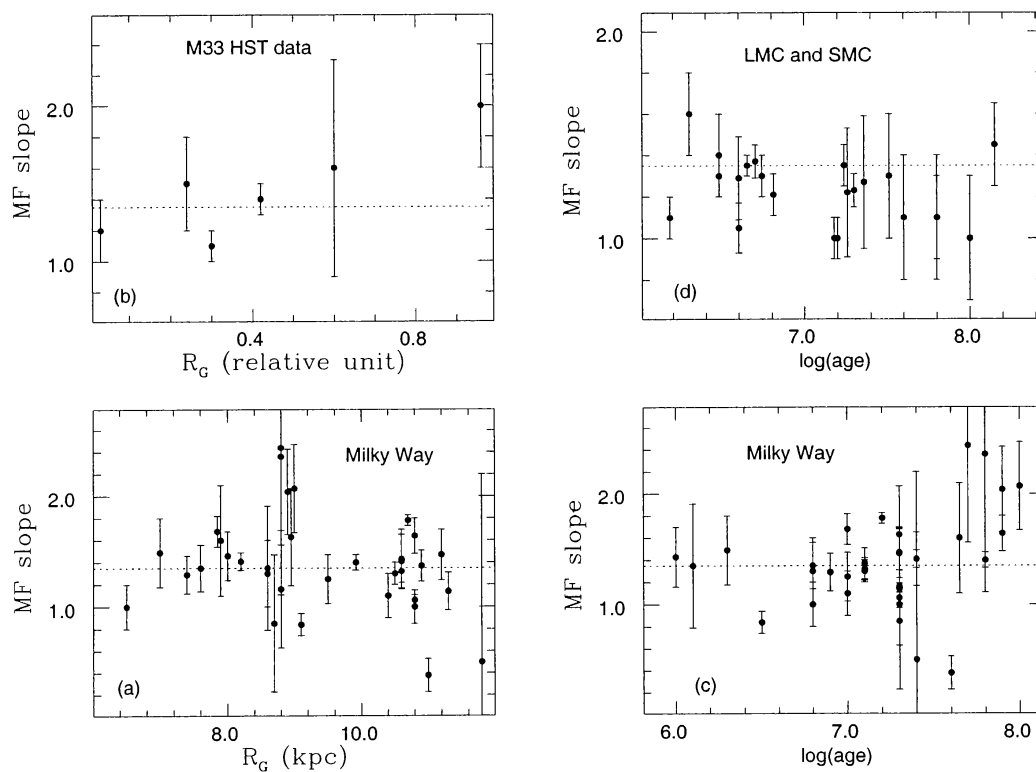 M33 HST data
MF slope
2.0
1.0
(b)
0.4
0.8
R_G (relative unit)
LMC and SMC
MF slope
2.0
1.0
(d)
7.0
8.0
log(age)
Milky Way
MF slope
2.0
1.0
(a)
8.0
10.0
R_G (kpc)
Milky Way
MF slope
2.0
1.0
(c)
6.0
7.0
8.0
log(age)